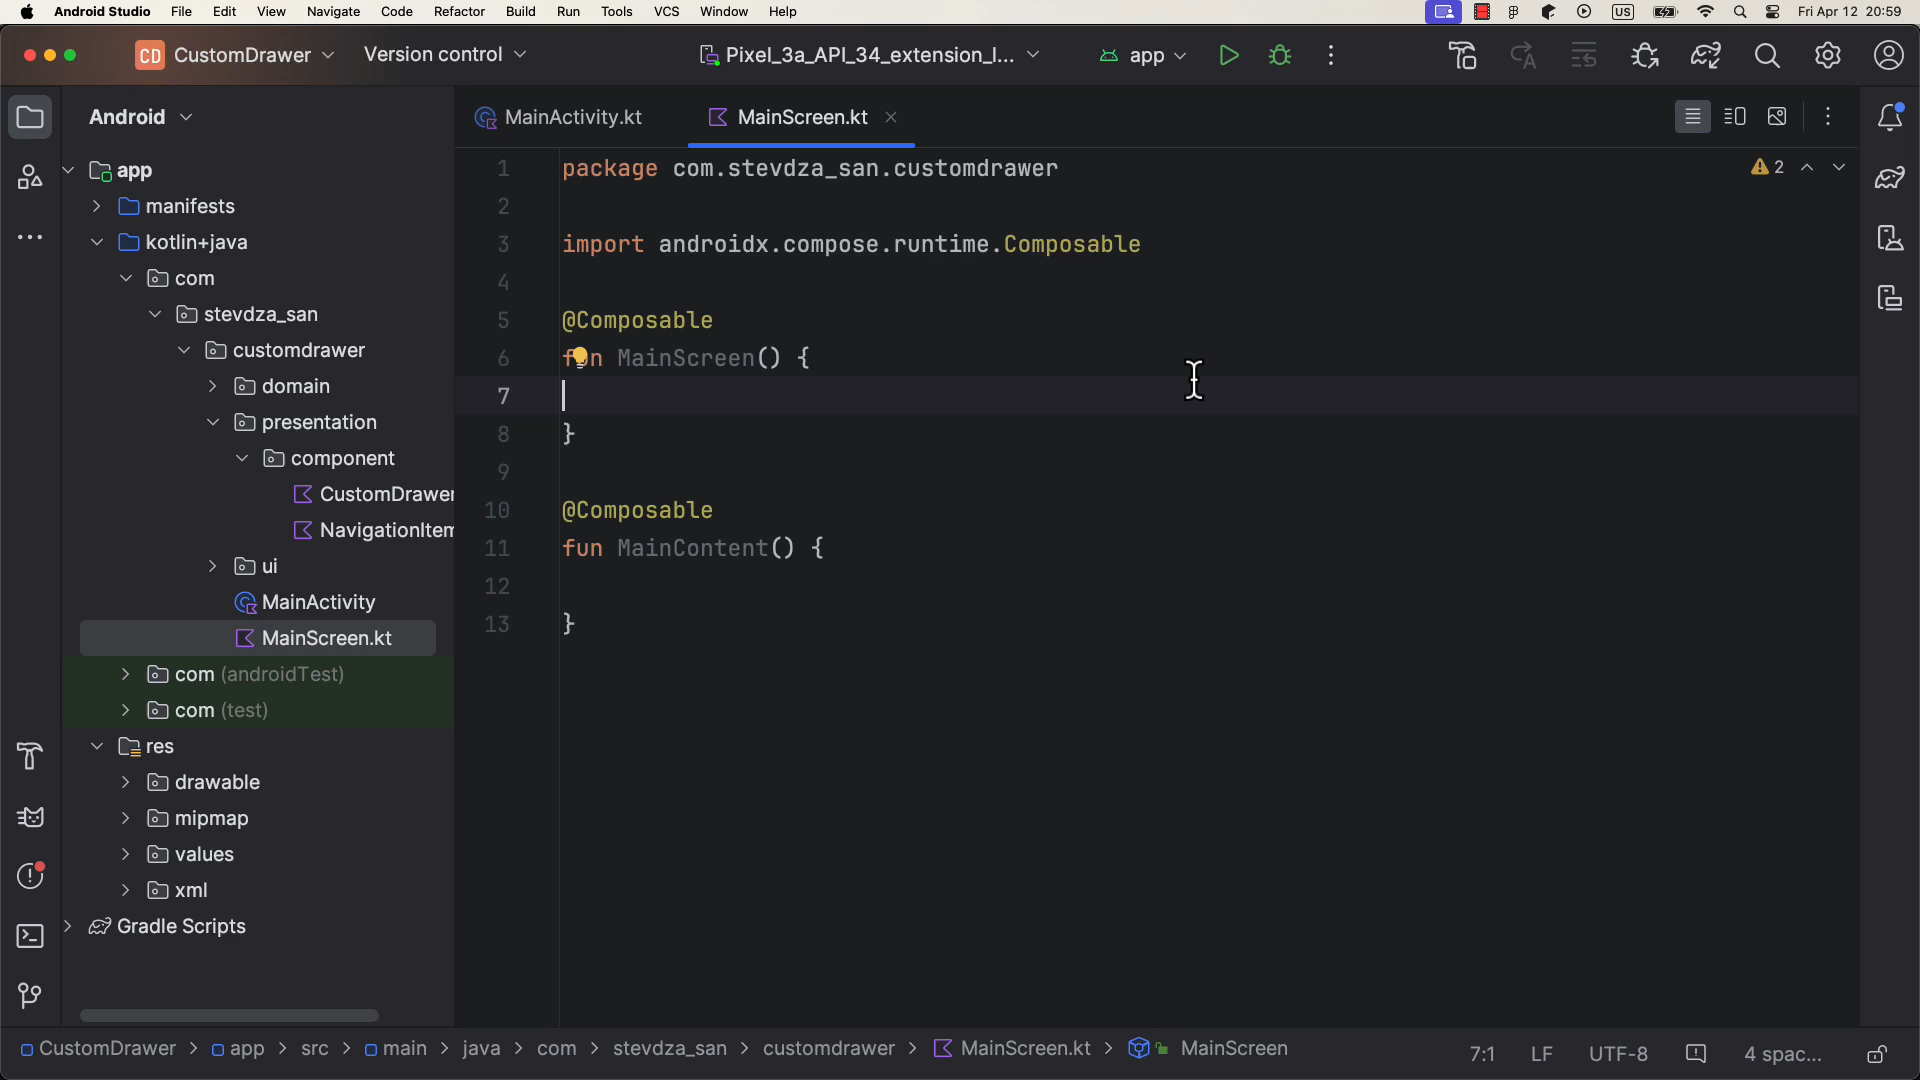 Android Studio File Edit View Navigate Code Refactor Build Run Tools VCS Window Help US Fri Apr 12 20:59
CD CustomDrawer Version control Pixel_3a_API_34_extension_l... app
Android MainActivity.kt MainScreen.kt
app
manifests
kotlin+java
com
stevdza_san
customdrawer
domain
presentation
component
CustomDrawer
NavigationItem
ui
MainActivity
MainScreen.kt
com (androidTest)
com (test)
res
drawable
mipmap
values
xml
Gradle Scripts
1 package com.stevdza_san.customdrawer 2
2
3 import androidx.compose.runtime.Composable
4
5 @Composable
6 fun MainScreen() {
7
8 }
9
10 @Composable
11 fun MainContent() {
12
13 }
CustomDrawer > app > src > main > java > com > stevdza_san > customdrawer > MainScreen.kt > MainScreen 7:1 LF UTF-8 4 spac...